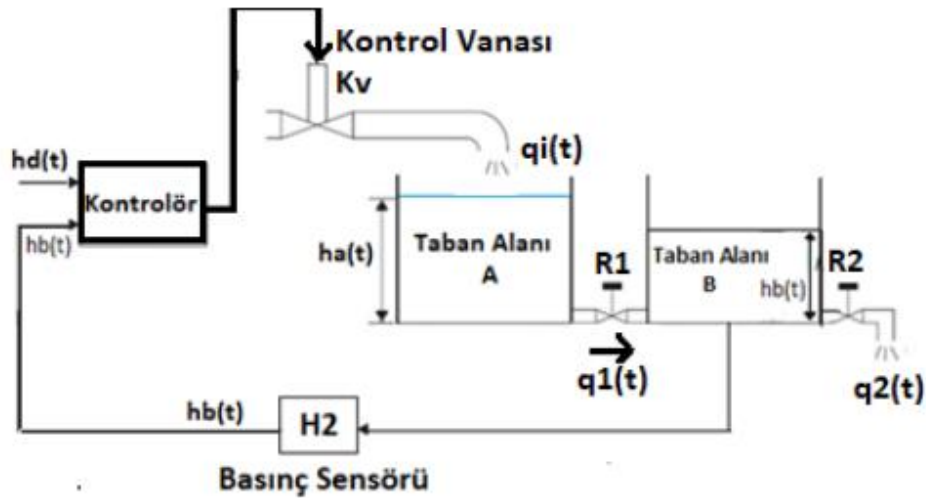 Kontrol Vanası
Kv
qi(t)
hd(t)
Kontrolör
hb(t)
ha(t)
Taban Alanı
A
R1
Taban Alanı
B
hb(t)
R2
q1(t)
q2(t)
hb(t)
H2
Basınç Sensörü